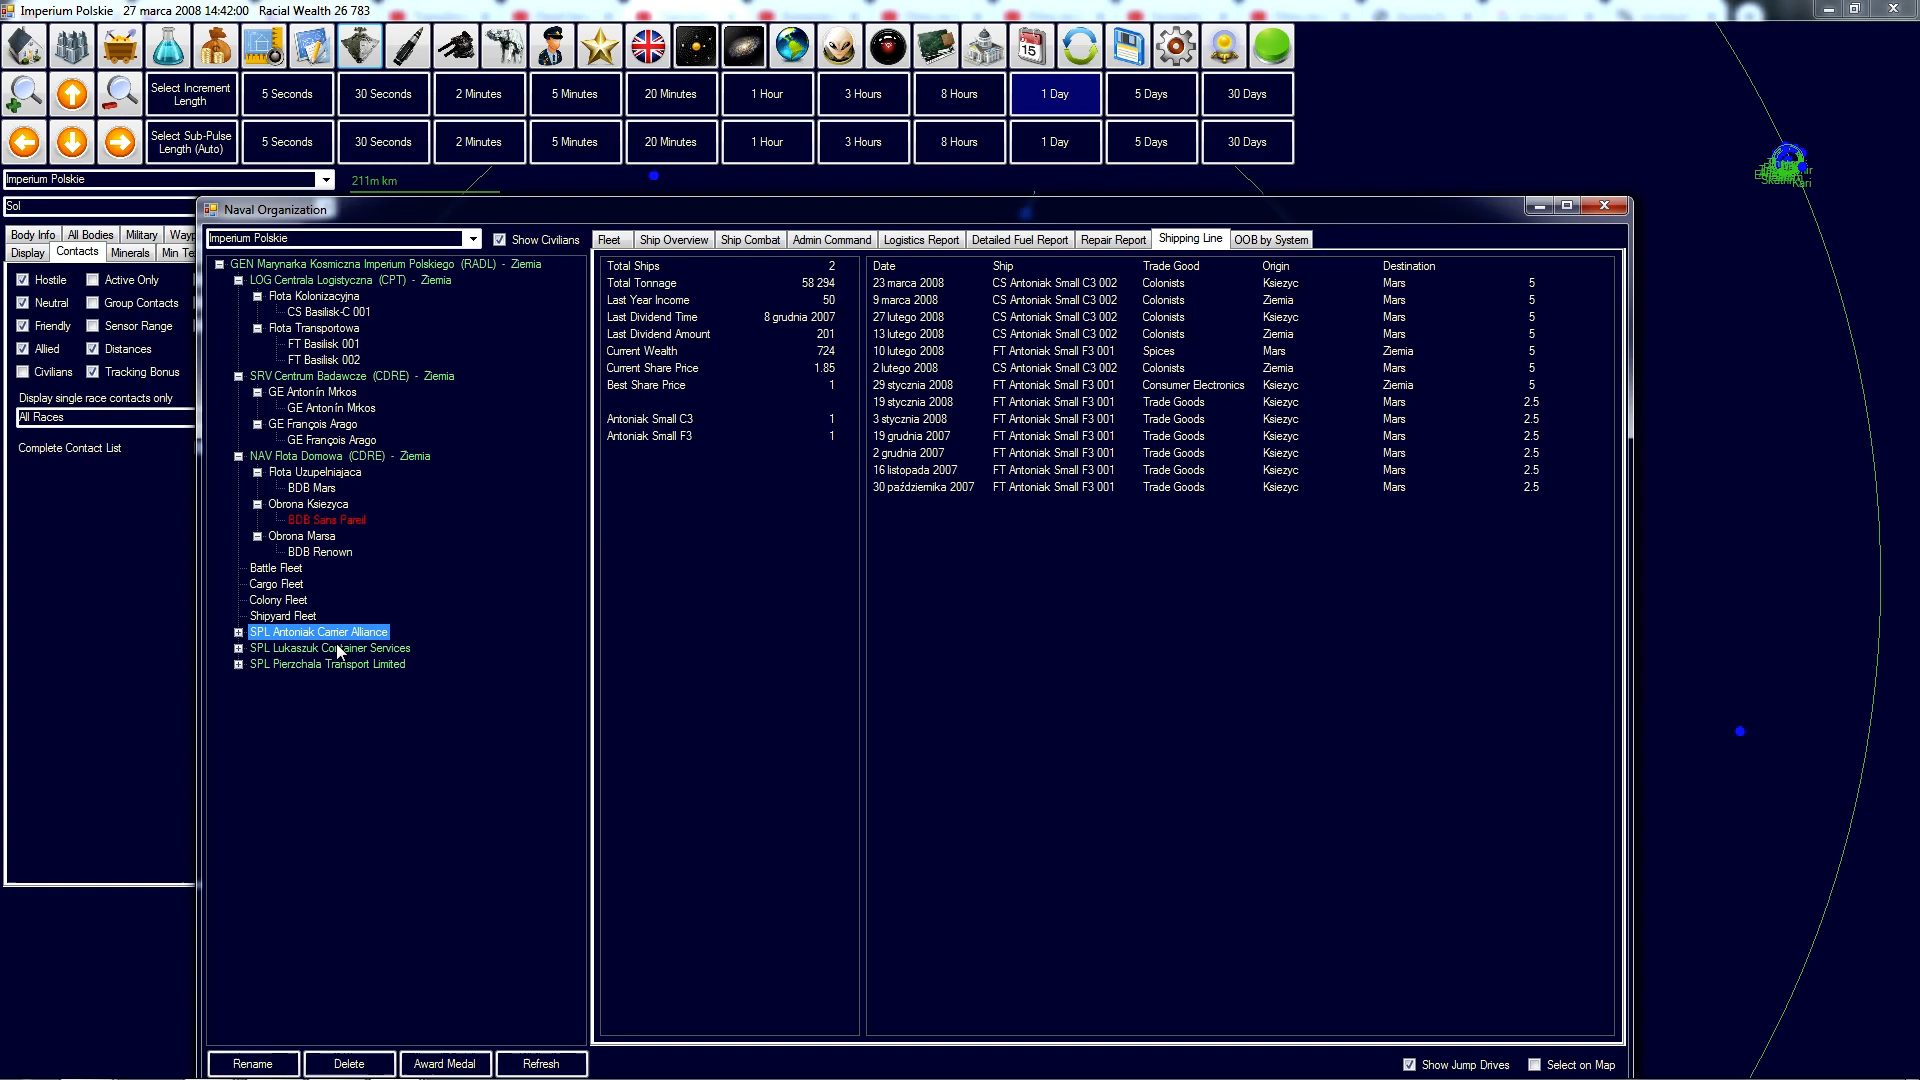 Imperium Polskie 27 marca 2008 14:42:00 Racial Wealth 26 783
15
Select Increment Length 5 Seconds 30 Seconds 2 Minutes 5 Minutes 20 Minutes 1 Hour 3 Hours 8 Hours 1 Day 5 Days 30 Days
Select Sub-Pulse Length (Auto) 5 Seconds 30 Seconds 2 Minutes 5 Minutes 20 Minutes 1 Hour 3 Hours 8 Hours 1 Day 5 Days 30 Days
Imperium Polskie
211m km
Sol
Body Info All Bodies Military
Display Contacts Minerals
Hostile Active Only
Neutral Group Contacts
Friendly Sensor Range
Allied Distances
Civilians Tracking Bonus
Display single race contacts only
All Races
Complete Contact List
Naval Organization
Imperium Polskie Show Civilians
GEN Marynarka Kosmiczna Imperium Polskiego (RADL) - Ziemia
LOG Centrala Logistyczna (CPT) - Ziemia
Flota Kolonizacyjna
CS Basilisk-C 001
Flota Transportowa
FT Basilisk 001
FT Basilisk 002
SRV Centrum Badawcze (CDRE) - Ziemia
GE Antonín Mrkos
GE Antonín Mrkos
GE François Arago
GE François Arago
NAV Flota Domowa (CDRE) - Ziemia
Flota Uzupelniajaca
BDB Mars
Obrona Ksiezyca
BDB Sans Pareil
Obrona Marsa
BDB Renown
Battle Fleet
Cargo Fleet
Colony Fleet
Shipyard Fleet
SPL Antoniak Carrier Alliance
SPL Lukaszuk Container Services
SPL Pierzchala Transport Limited
Rename Delete Award Medal Refresh
Fleet Ship Overview Ship Combat Admin Command Logistics Report Detailed Fuel Report Repair Report Shipping Line OOB by System
Total Ships 2
Total Tonnage 58 294
Last Year Income 50
Last Dividend Time 8 grudnia 2007
Last Dividend Amount 201
Current Wealth 724
Current Share Price 1.85
Best Share Price 1
Antoniak Small C3 1
Antoniak Small F3 1
Date Ship Trade Good Origin Destination
23 marca 2008 CS Antoniak Small C3 002 Colonists Ksiezyc Mars 5
9 marca 2008 CS Antoniak Small C3 002 Colonists Ziemia Mars 5
27 lutego 2008 CS Antoniak Small C3 002 Colonists Ksiezyc Mars 5
13 lutego 2008 CS Antoniak Small C3 002 Colonists Ziemia Mars 5
10 lutego 2008 FT Antoniak Small F3 001 Spices Mars Ziemia 5
2 lutego 2008 CS Antoniak Small C3 002 Colonists Ziemia Mars 5
29 stycznia 2008 FT Antoniak Small F3 001 Consumer Electronics Ksiezyc Ziemia 5
19 stycznia 2008 FT Antoniak Small F3 001 Trade Goods Ksiezyc Mars 2.5
3 stycznia 2008 FT Antoniak Small F3 001 Trade Goods Ksiezyc Mars 2.5
19 grudnia 2007 FT Antoniak Small F3 001 Trade Goods Ksiezyc Mars 2.5
2 grudnia 2007 FT Antoniak Small F3 001 Trade Goods Ksiezyc Mars 2.5
16 listopada 2007 FT Antoniak Small F3 001 Trade Goods Ksiezyc Mars 2.5
30 października 2007 FT Antoniak Small F3 001 Trade Goods Ksiezyc Mars 2.5
Show Jump Drives Select on Map
Kari